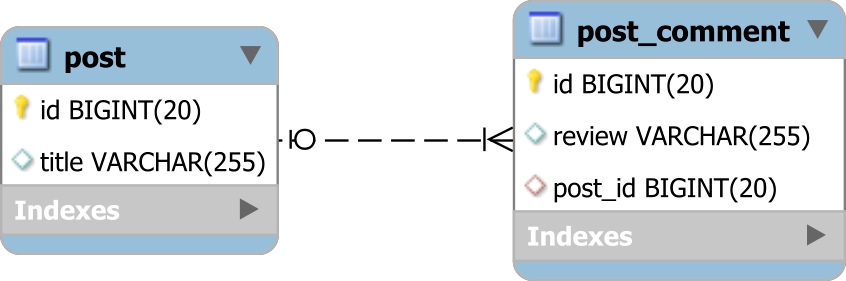 post
id BIGINT(20)
title VARCHAR(255)
Indexes
post_comment
id BIGINT(20)
review VARCHAR(255)
post_id BIGINT(20)
Indexes